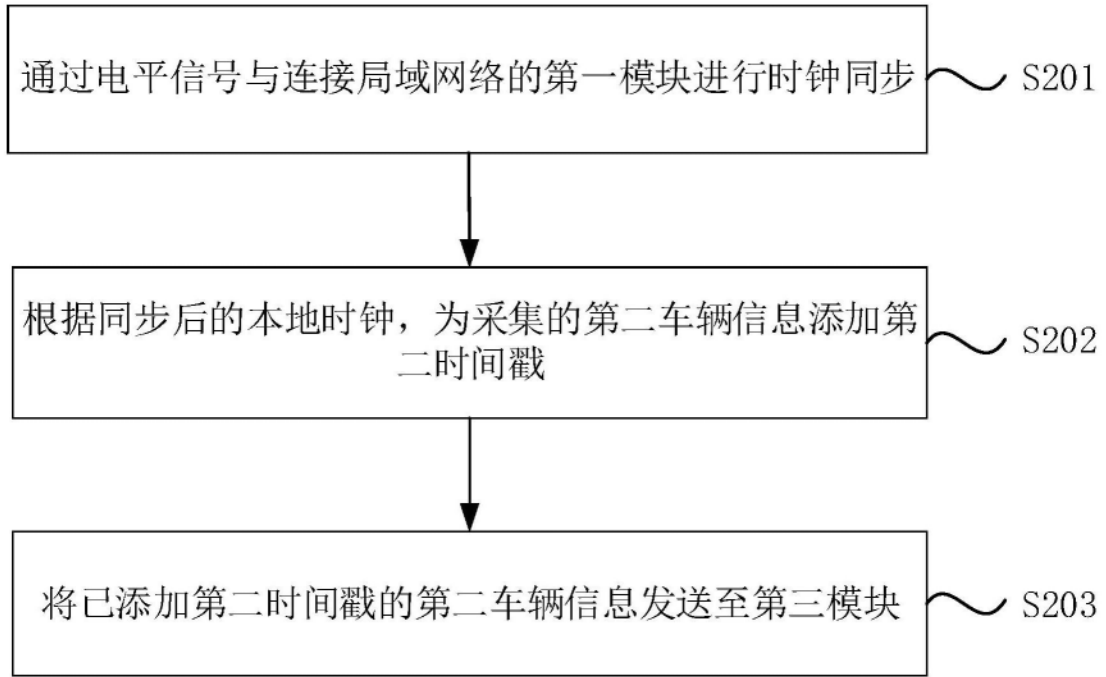 通过电平信号与连接局域网络的第一模块进行时钟同步
S201
根据同步后的本地时钟，为采集的第二车辆信息添加第
二时间戳
S202
将已添加第二时间戳的第二车辆信息发送至第三模块
S203